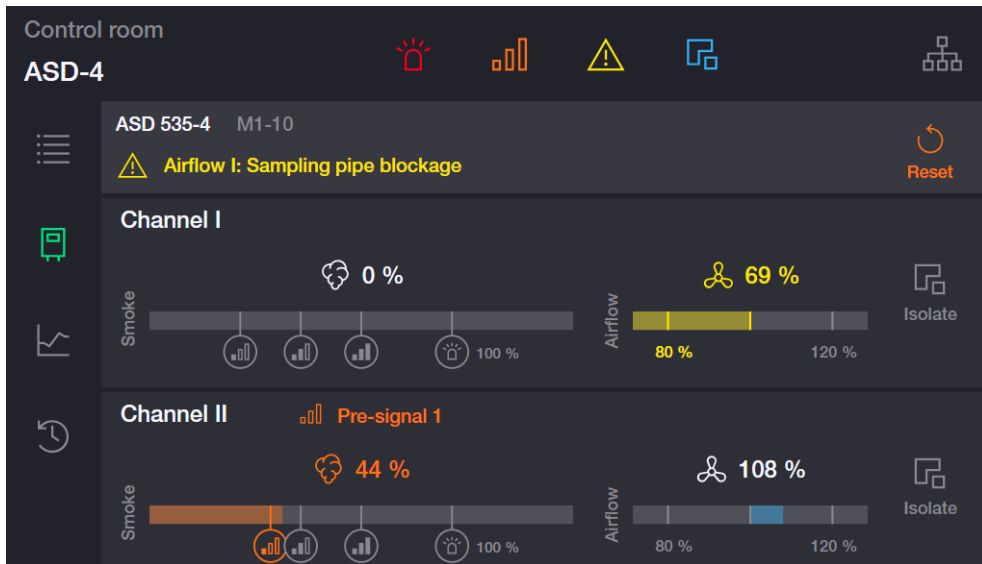 Control room
ASD-4
ASD 535-4 M1-10
Airflow I: Sampling pipe blockage
Reset
Channel I
Smoke
0 %
100 %
Airflow
69 %
80 %
120 %
Isolate
Channel II
Pre-signal 1
Smoke
44 %
100 %
Airflow
108 %
80 %
120 %
Isolate